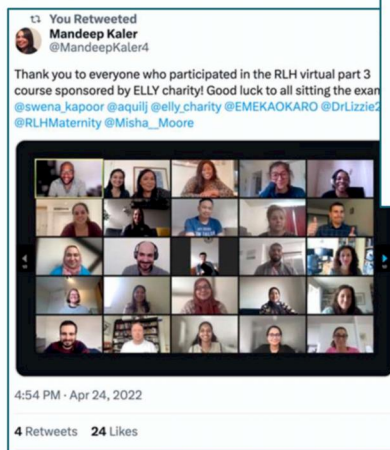 You Retweeted
Mandeep Kaler
@MandeepKaler4
Thank you to everyone who participated in the RLH virtual part 3
course sponsored by ELLY charity! Good luck to all sitting the exam
@swena_kapoor @aquilj @elly_charity @EMEKAOKARO @DrLizzie2
@RLHMaternity @Misha__Moore
4:54 PM · Apr 24, 2022
4 Retweets 24 Likes